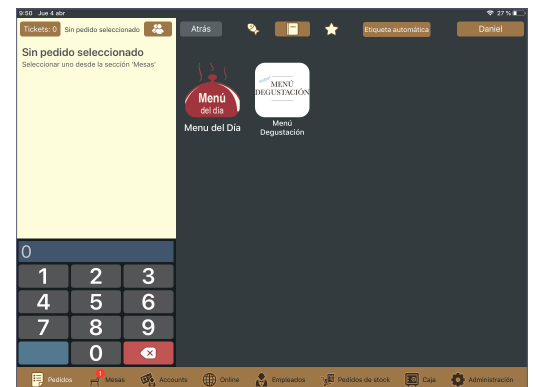 9:50 Jue 4 abr
27 %
Tickets: 0
Sin pedido seleccionado
Atrás
Etiqueta automática
Daniel
Sin pedido seleccionado
Seleccionar uno desde la sección 'Mesas'
Menú
del día
Menu del Día
MENÚ
DEGUSTACIÓN
Menú
Degustación
0
1 2 3
4 5 6
7 8 9
0
Pedidos
1
Mesas
Accounts
Online
Empleados
Pedidos de stock
Caja
Administración